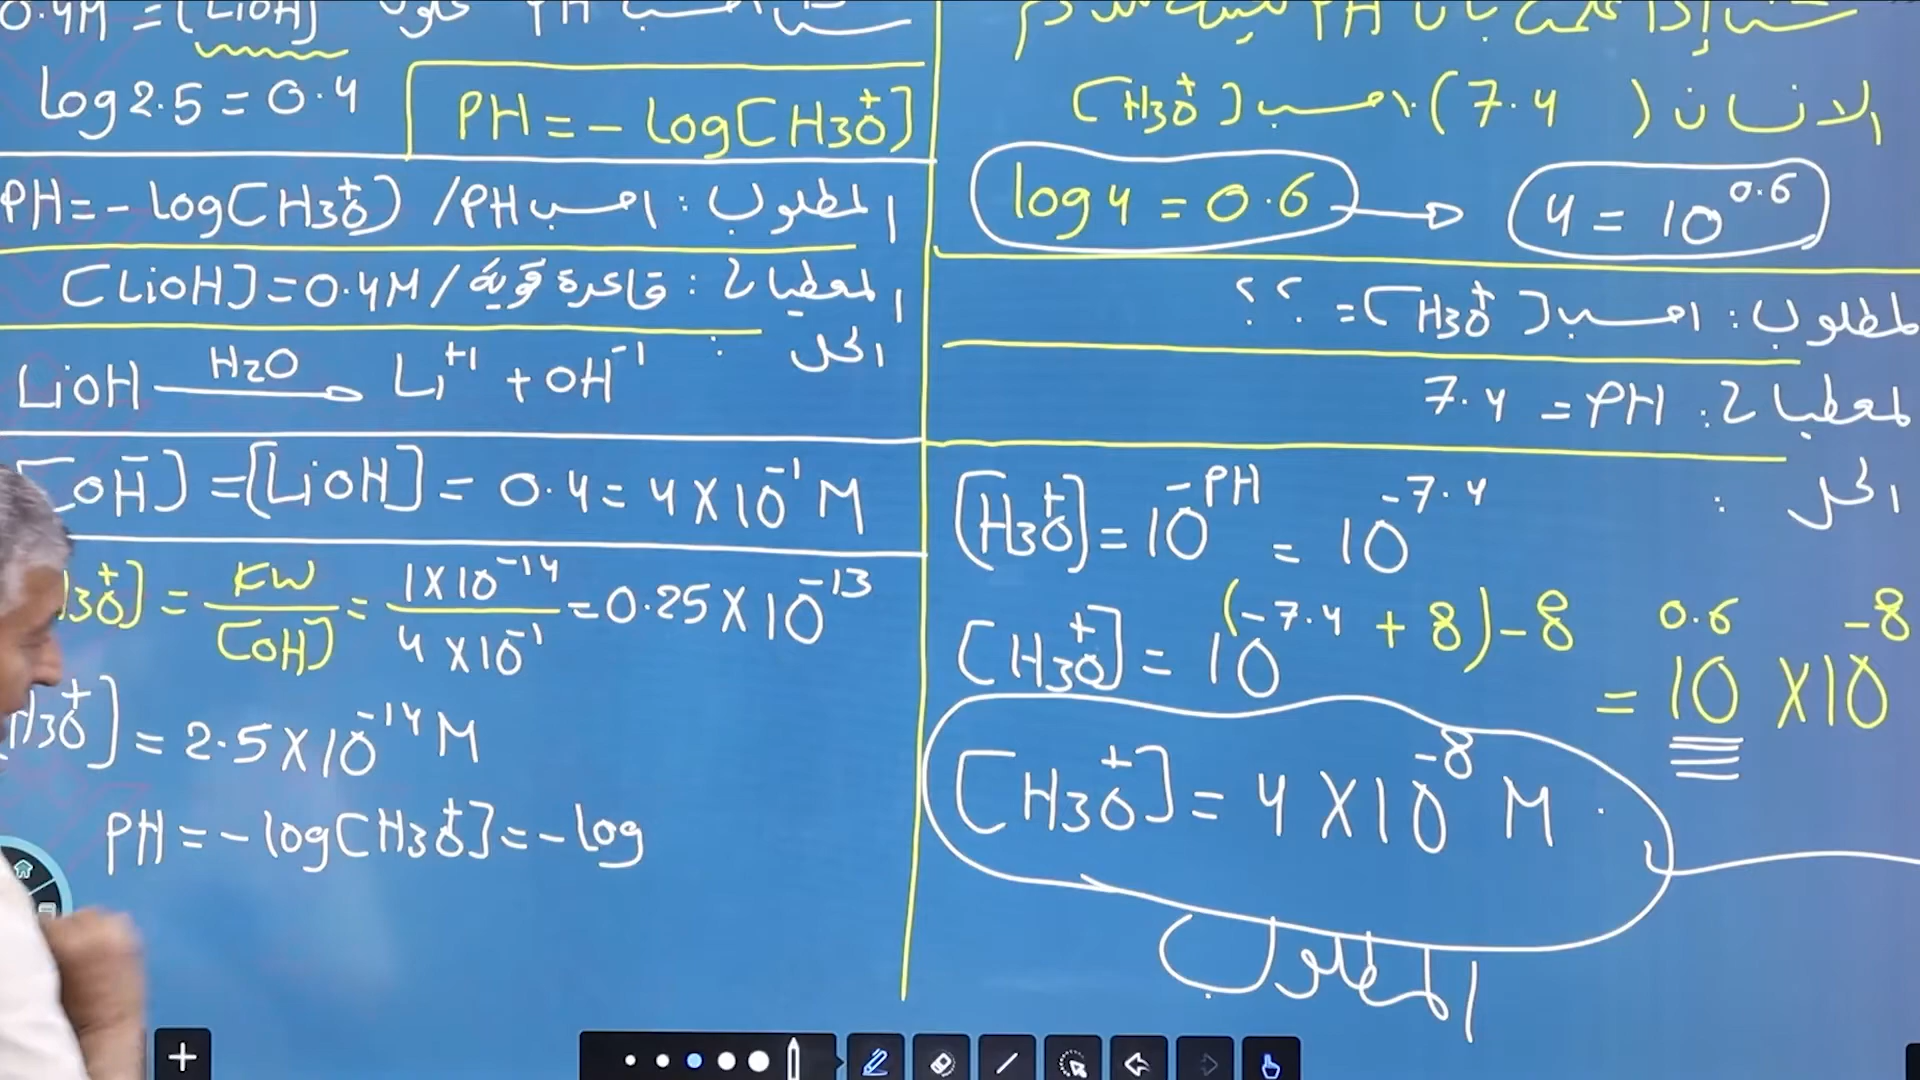 الانسان (7.4) احسب [H3O+]
log 4 = 0.6 → 4 = 10^0.6
المطلوب: احسب [H3O+] = ؟؟
المعطيات: PH = 7.4
الحل :
[H3O+] = 10^-PH = 10^-7.4
[H3O+] = 10^(-7.4 + 8) - 8 = 10^0.6 X 10^-8
[H3O+] = 4 X 10^-8 M
المطلوب
0.4M = [LiOH]
log 2.5 = 0.4
PH = - log [H3O+]
المطلوب: احسب PH / PH = - log [H3O+]
المعطيات: قاعدة قوية / [LiOH] = 0.4M
الحل :
LiOH —H2O→ Li^+1 + OH^-1
[OH-] = [LiOH] = 0.4 = 4 X 10^-1 M
[H3O+] = KW / [OH] = 1 X 10^-14 / 4 X 10^-1 = 0.25 X 10^-13
[H3O+] = 2.5 X 10^-14 M
PH = - log [H3O+] = - log